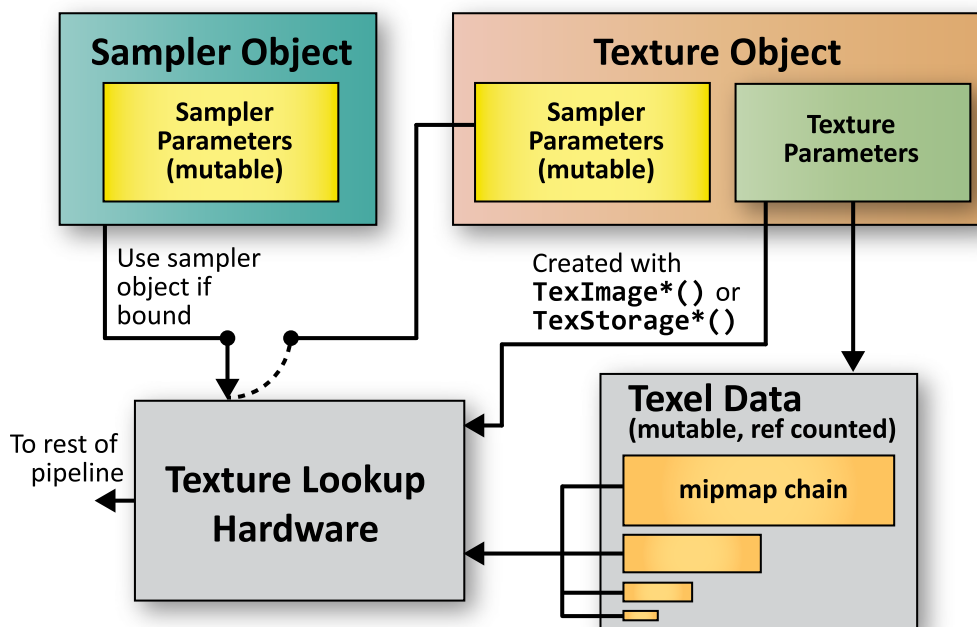 Sampler Object
Sampler
Parameters
(mutable)
Texture Object
Sampler
Parameters
(mutable)
Texture
Parameters
Use sampler
object if
bound
Created with
TexImage*() or
TexStorage*()
Texel Data
(mutable, ref counted)
mipmap chain
To rest of
pipeline
Texture Lookup
Hardware